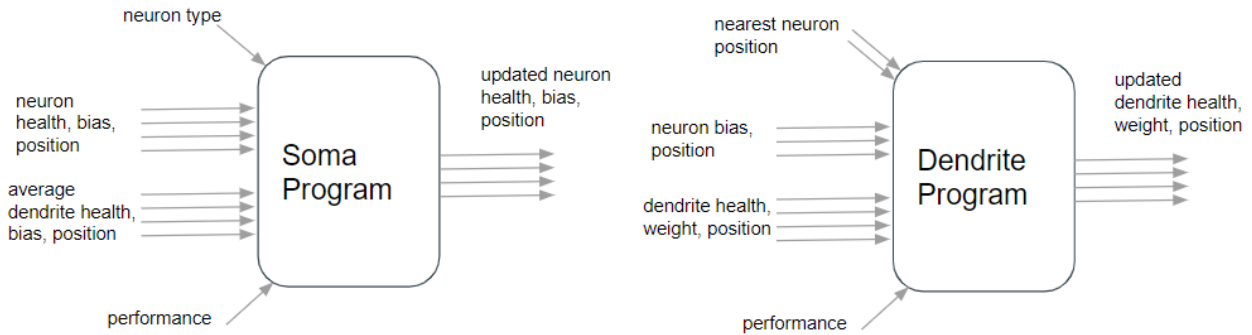 neuron type
neuron
health, bias,
position
average
dendrite health,
bias, position
performance
Soma
Program
updated neuron
health, bias,
position
nearest neuron
position
neuron bias,
position
dendrite health,
weight, position
performance
Dendrite
Program
updated
dendrite health,
weight, position